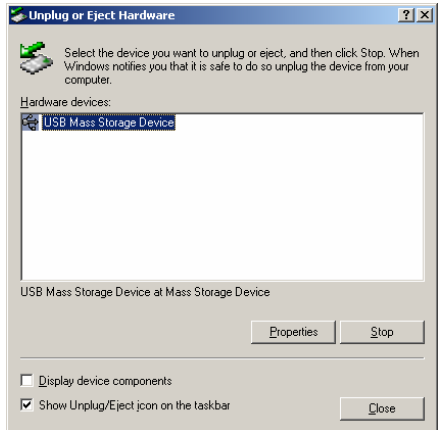 Unplug or Eject Hardware
Select the device you want to unplug or eject, and then click Stop. When
Windows notifies you that it is safe to do so unplug the device from your
computer.
Hardware devices:
USB Mass Storage Device
USB Mass Storage Device at Mass Storage Device
Properties
Stop
Display device components
Show Unplug/Eject icon on the taskbar
Close